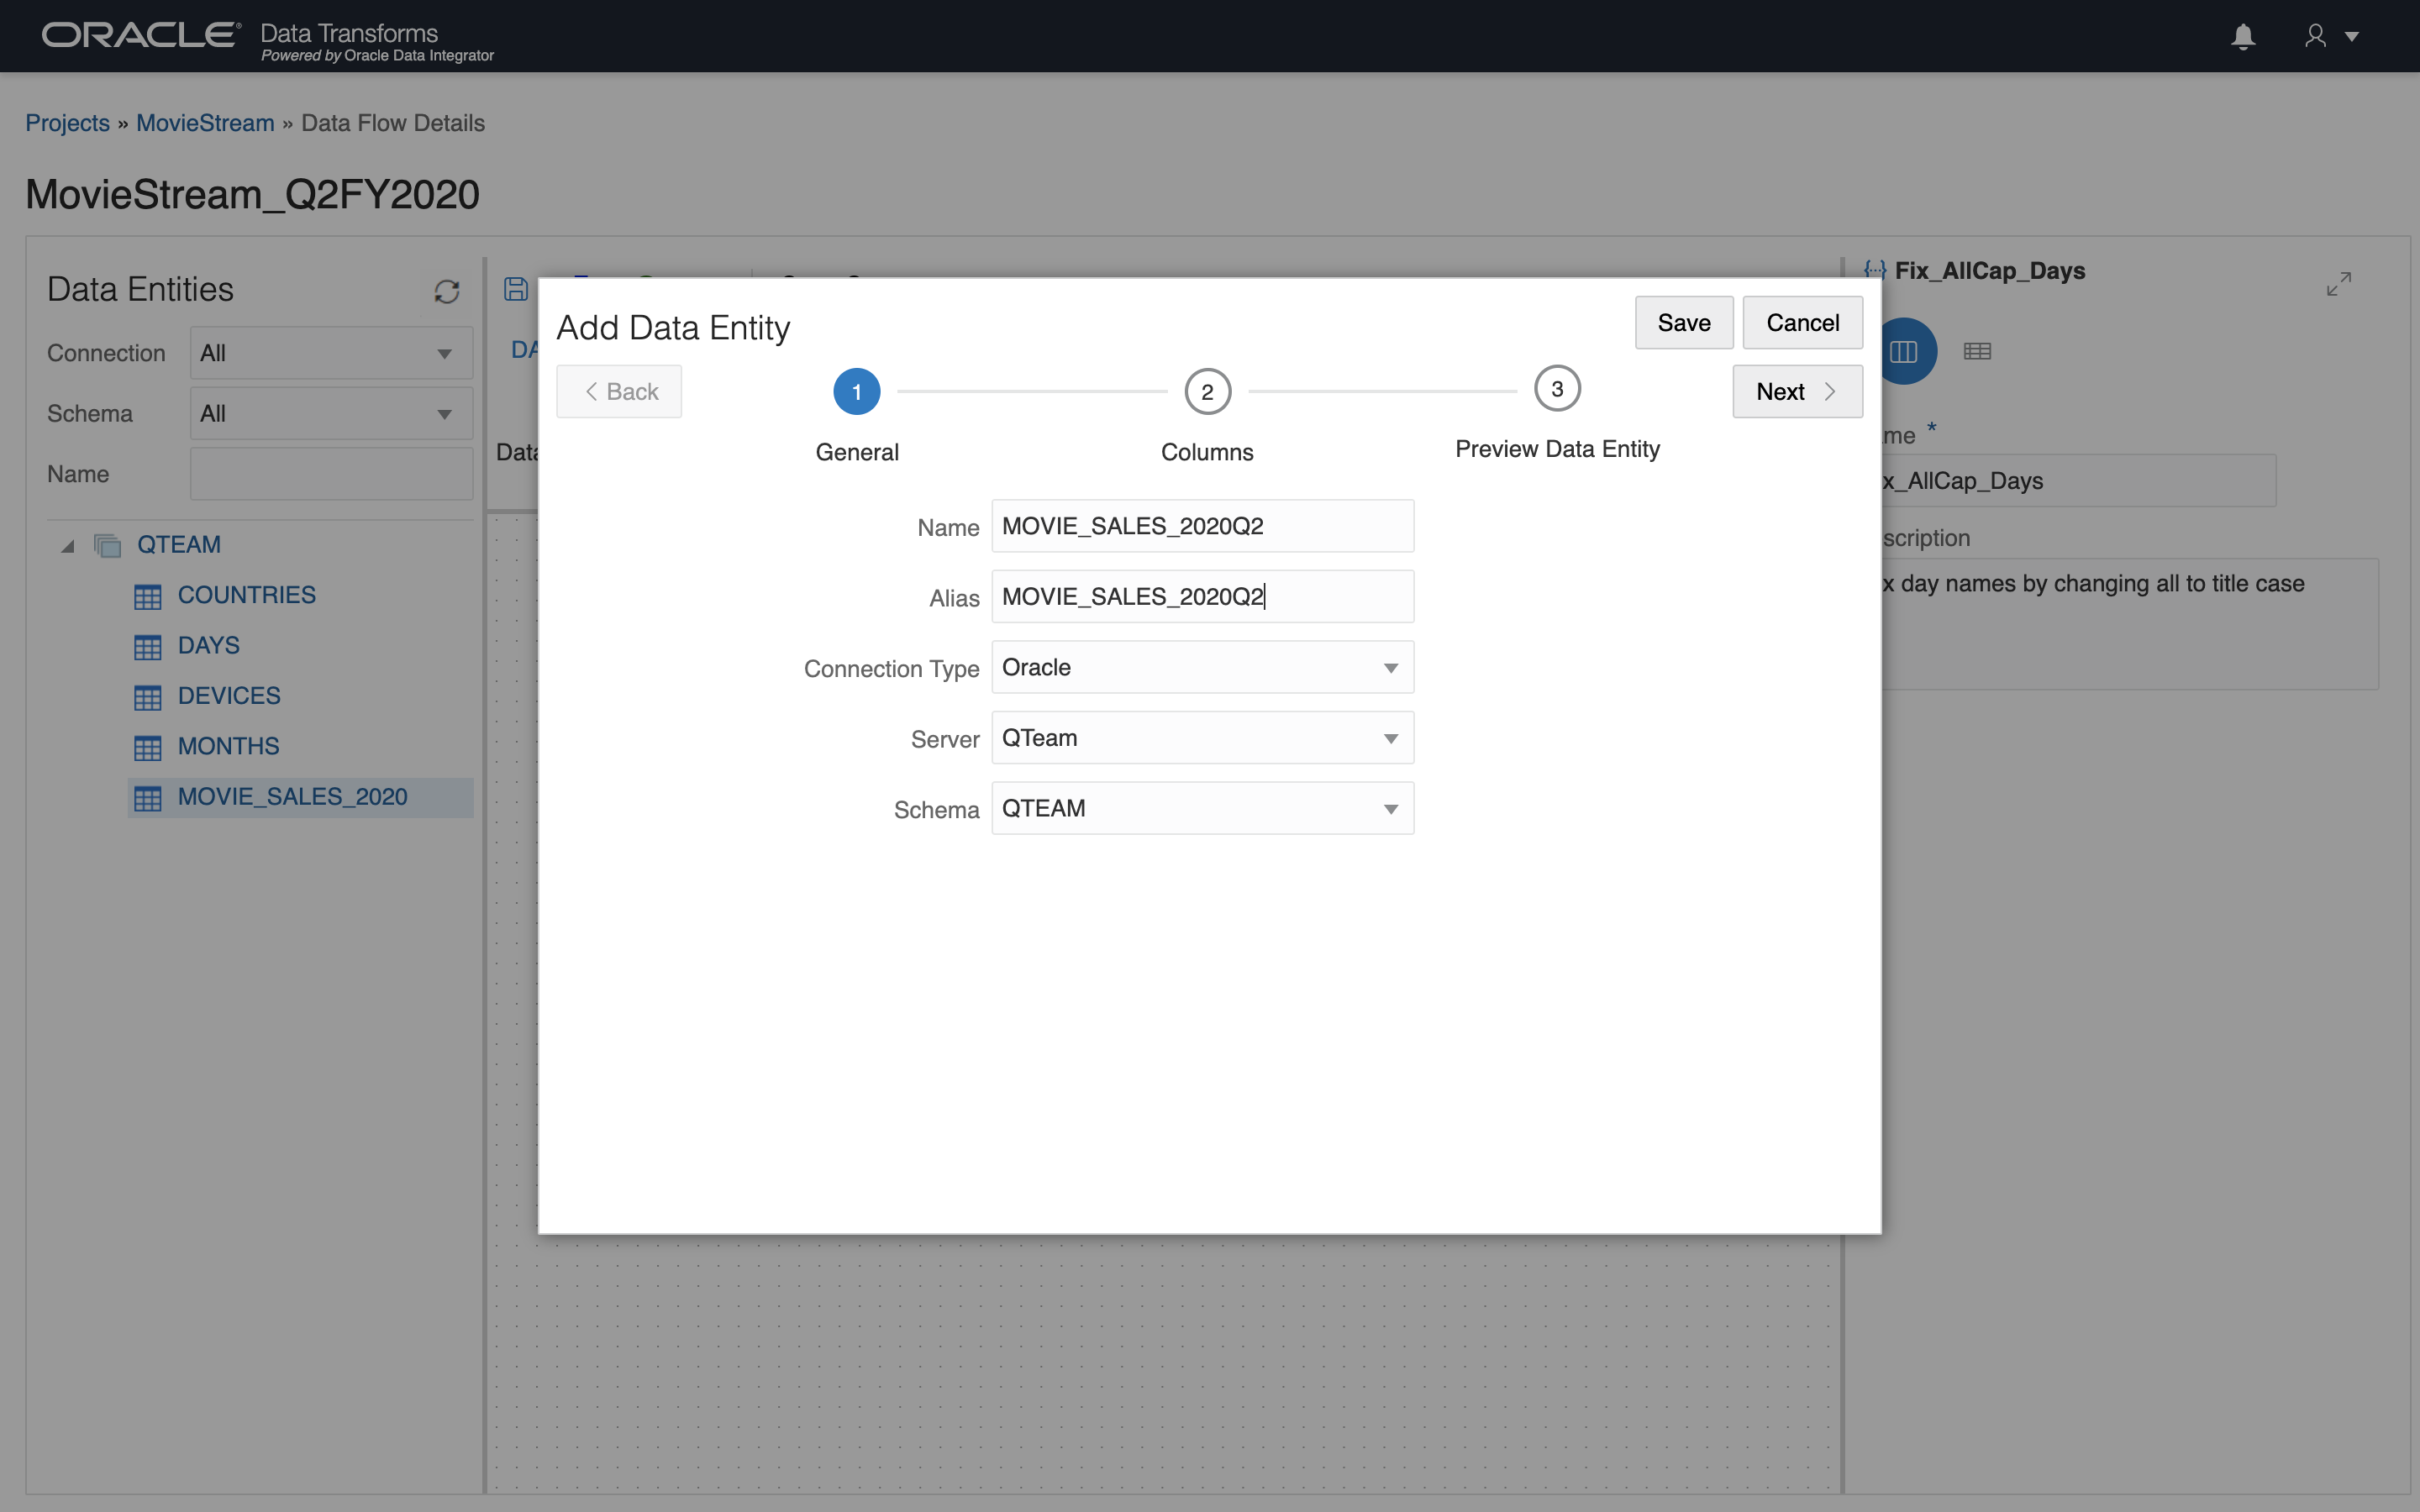 ORACLE® Data Transforms
Powered by Oracle Data Integrator
Projects » MovieStream » Data Flow Details
MovieStream_Q2FY2020
Data Entities
Connection All
Schema All
Name
QTEAM
COUNTRIES
DAYS
DEVICES
MONTHS
MOVIE_SALES_2020
Add Data Entity
Save Cancel
Back
1 2 3
Next
General Columns Preview Data Entity
Name MOVIE_SALES_2020Q2
Alias MOVIE_SALES_2020Q2
Connection Type Oracle
Server QTeam
Schema QTEAM
Fix_AllCap_Days
me *
x_AllCap_Days
scription
x day names by changing all to title case